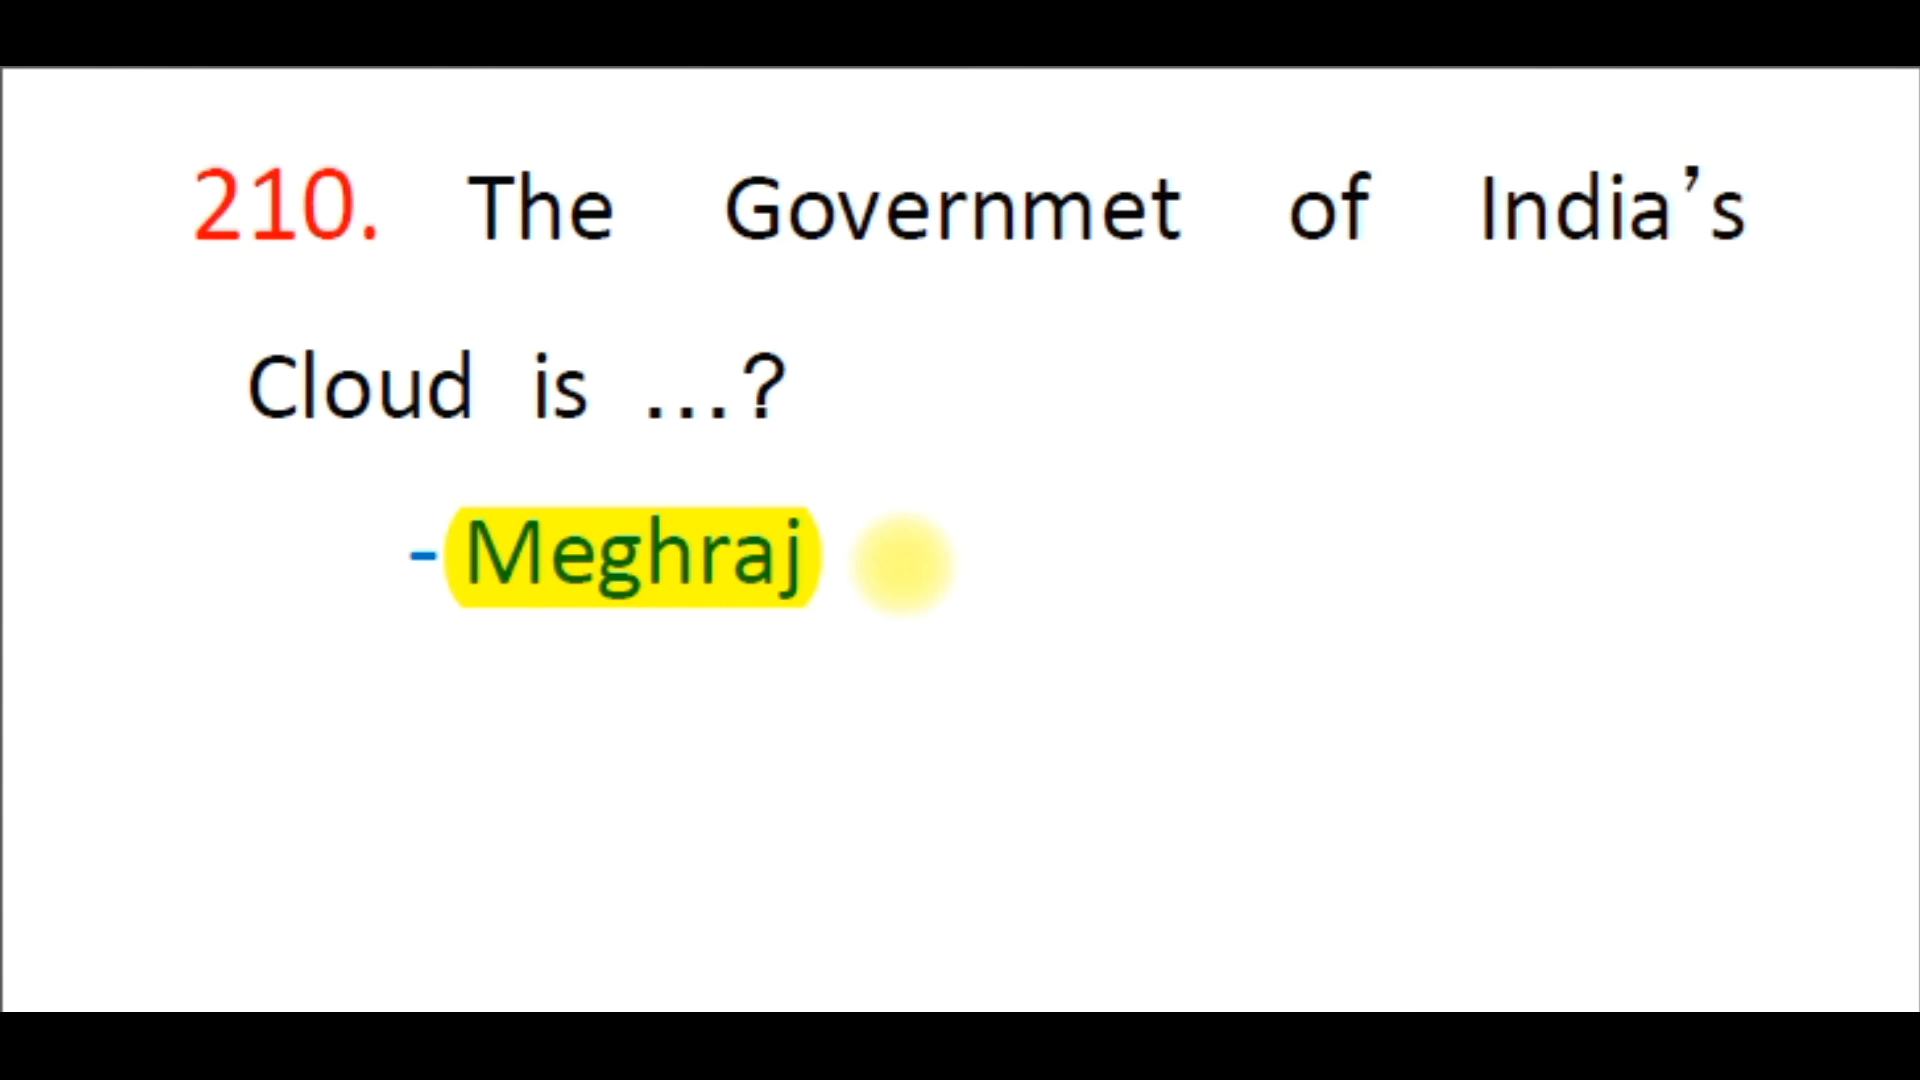 210. The Governmet of India’s
Cloud is ...?
- Meghraj